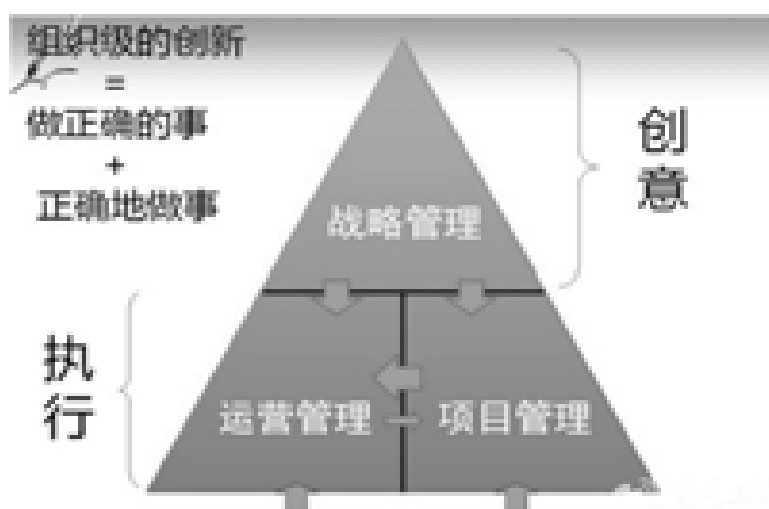 组织级的创新
=
做正确的事
+
正确地做事
创意
战略管理
执行
运营管理
项目管理